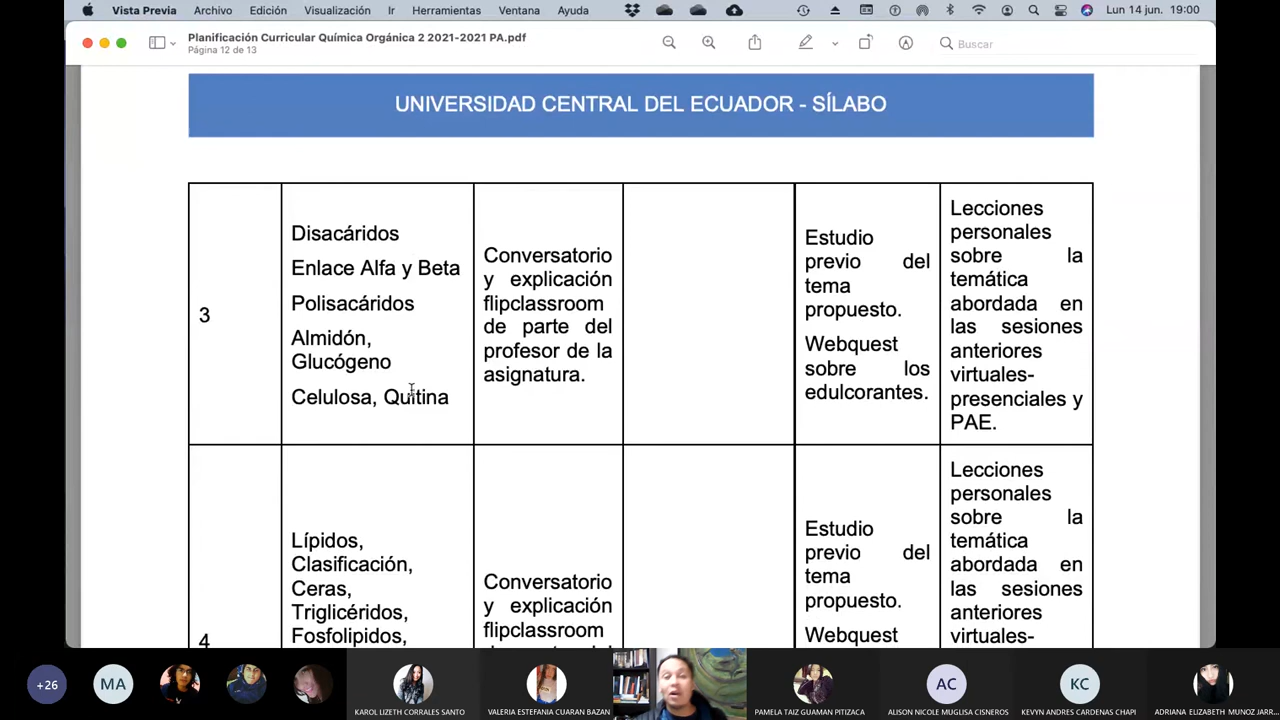 Vista Previa Archivo Edición Visualización Ir Herramientas Ventana Ayuda Lun 14 jun. 19:00
Planificación Curricular Química Orgánica 2 2021-2021 PA.pdf
Página 12 de 13
Buscar
UNIVERSIDAD CENTRAL DEL ECUADOR - SÍLABO
3
Disacáridos
Enlace Alfa y Beta
Polisacáridos
Almidón,
Glucógeno
Celulosa, Quitina
Conversatorio
y explicación
flipclassroom
de parte del
profesor de la
asignatura.
Estudio
previo del
tema
propuesto.
Webquest
sobre los
edulcorantes.
Lecciones
personales
sobre la
temática
abordada en
las sesiones
anteriores
virtuales-
presenciales y
PAE.
4
Lípidos,
Clasificación,
Ceras,
Triglicéridos,
Fosfolipidos,
Conversatorio
y explicación
flipclassroom
Estudio
previo del
tema
propuesto.
Webquest
Lecciones
personales
sobre la
temática
abordada en
las sesiones
anteriores
virtuales-
+26
MA
KAROL LIZETH CORRALES SANTO
VALERIA ESTEFANIA CUARAN BAZAN
PAMELA TAIZ GUAMAN PITIZACA
AC
ALISON NICOLE MUGLISA CISNEROS
KC
KEVYN ANDRES CARDENAS CHAPI
ADRIANA ELIZABETH MUNOZ JARR...